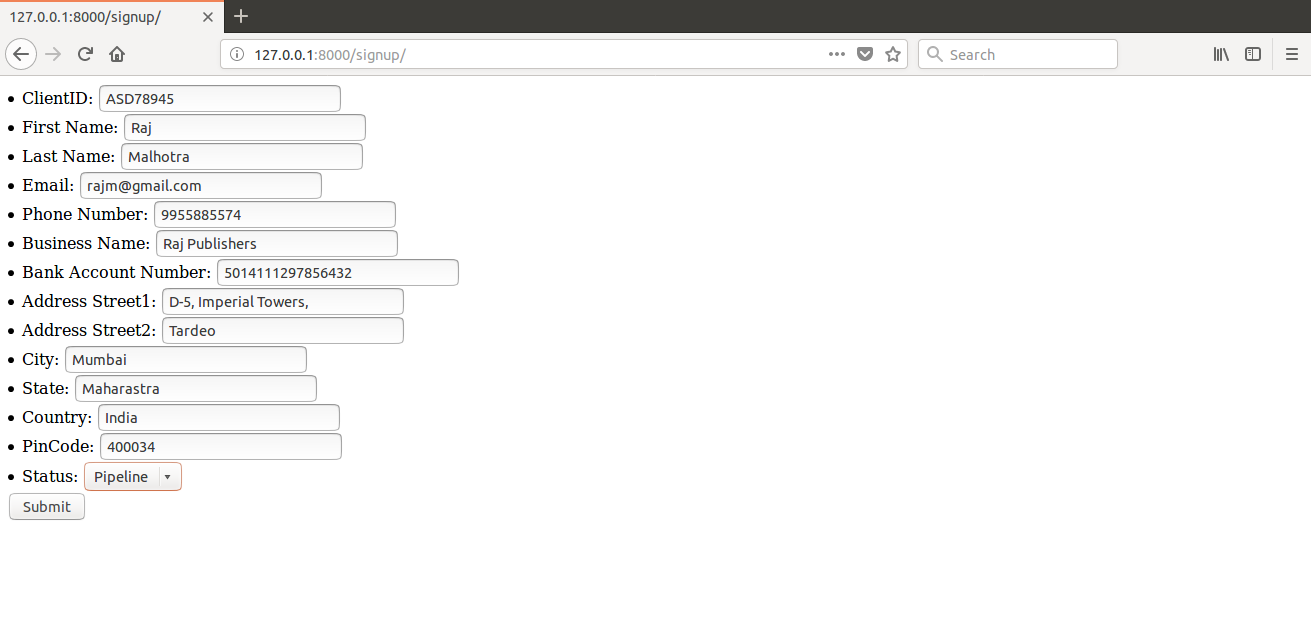 127.0.0.1:8000/signup/
127.0.0.1:8000/signup/
Search
• ClientID: ASD78945
• First Name: Raj
• Last Name: Malhotra
• Email: rajm@gmail.com
• Phone Number: 9955885574
• Business Name: Raj Publishers
• Bank Account Number: 5014111297856432
• Address Street1: D-5, Imperial Towers,
• Address Street2: Tardeo
• City: Mumbai
• State: Maharastra
• Country: India
• PinCode: 400034
• Status: Pipeline
Submit